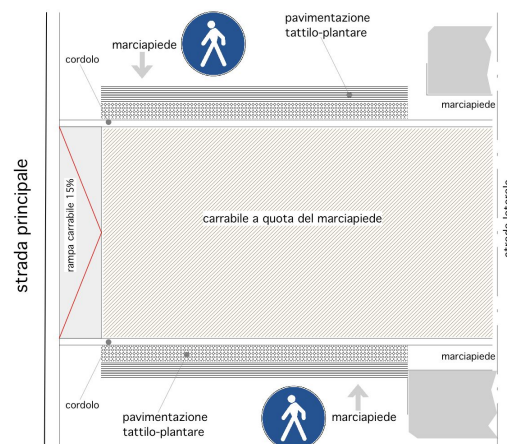 pavimentazione
tattilo-plantare
marciapiede
cordolo
marciapiede
strada principale
rampa carrabile 15%
carrabile a quota del marciapiede
marciapiede
cordolo
pavimentazione
tattilo-plantare
marciapiede